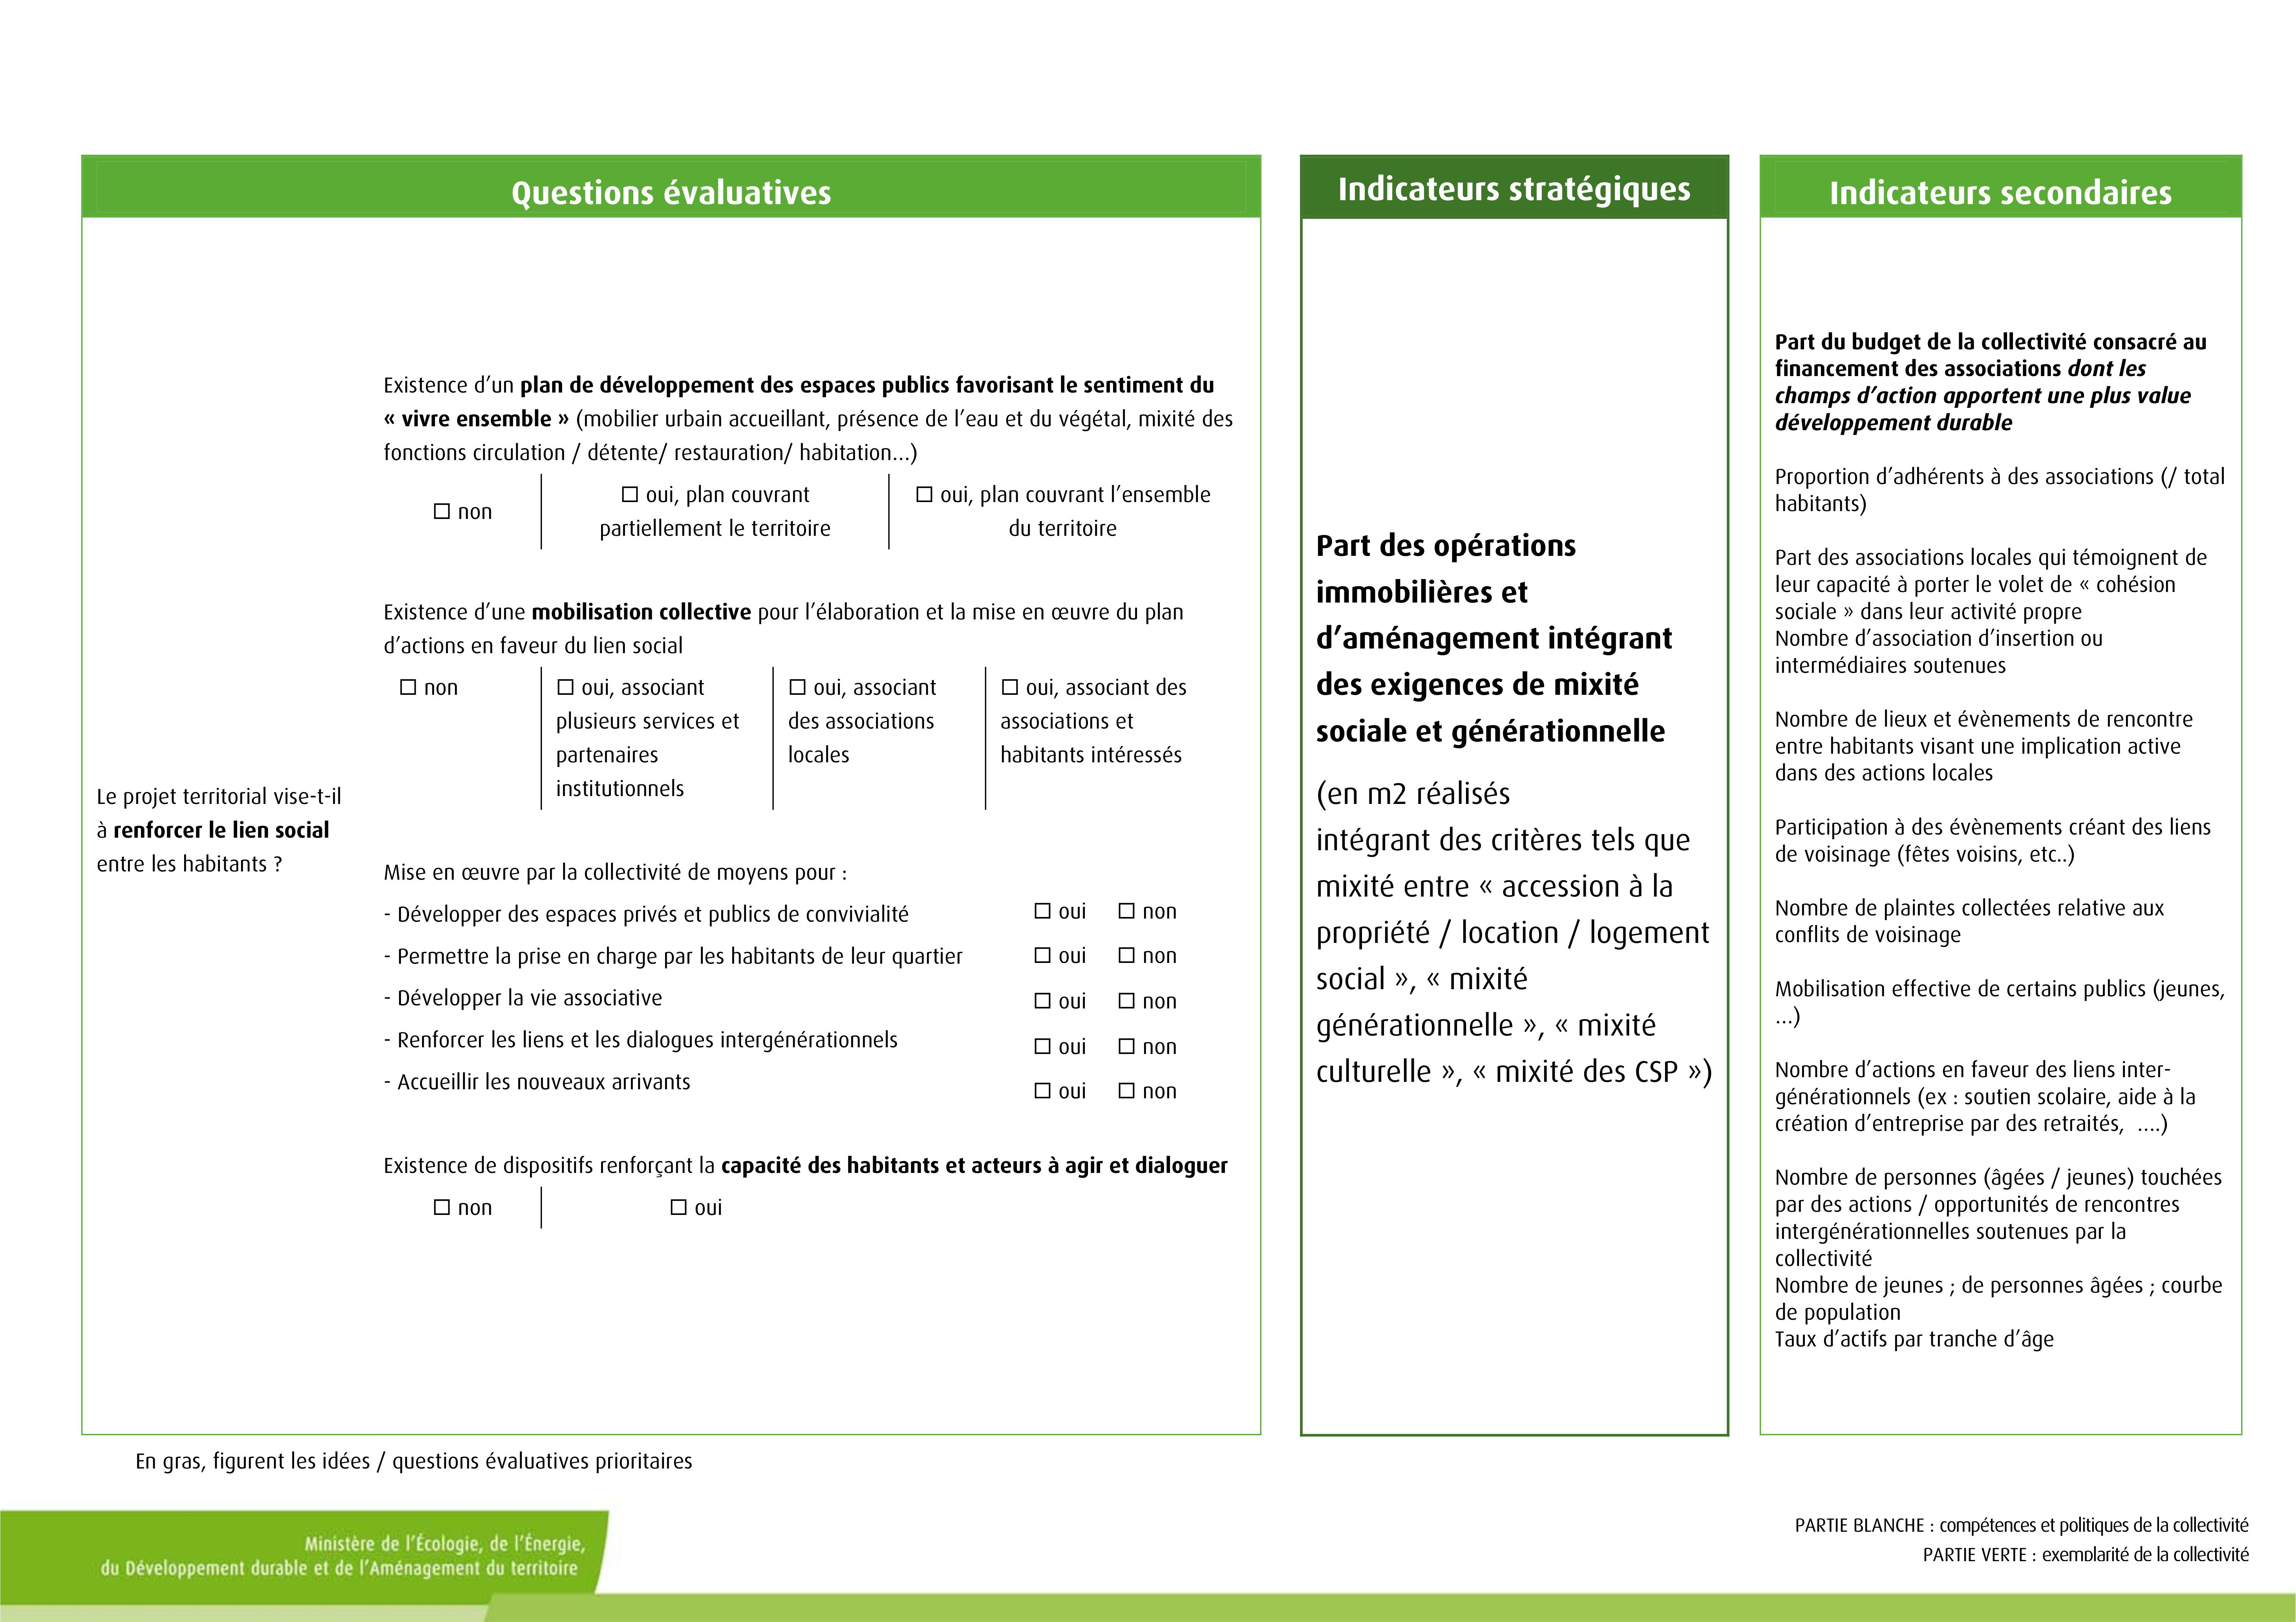 Questions évaluatives
Le projet territorial vise-t-il
à renforcer le lien social
entre les habitants ?
Existence d’un plan de développement des espaces publics favorisant le sentiment du
« vivre ensemble » (mobilier urbain accueillant, présence de l’eau et du végétal, mixité des
fonctions circulation / détente/ restauration/ habitation…)
☐ non
☐ oui, plan couvrant
partiellement le territoire
☐ oui, plan couvrant l’ensemble
du territoire
Existence d’une mobilisation collective pour l’élaboration et la mise en œuvre du plan
d’actions en faveur du lien social
☐ non
☐ oui, associant
plusieurs services et
partenaires
institutionnels
☐ oui, associant
des associations
locales
☐ oui, associant des
associations et
habitants intéressés
Mise en œuvre par la collectivité de moyens pour :
- Développer des espaces privés et publics de convivialité ☐ oui ☐ non
- Permettre la prise en charge par les habitants de leur quartier ☐ oui ☐ non
- Développer la vie associative ☐ oui ☐ non
- Renforcer les liens et les dialogues intergénérationnels ☐ oui ☐ non
- Accueillir les nouveaux arrivants ☐ oui ☐ non
Existence de dispositifs renforçant la capacité des habitants et acteurs à agir et dialoguer
☐ non ☐ oui
Indicateurs stratégiques
Part des opérations
immobilières et
d’aménagement intégrant
des exigences de mixité
sociale et générationnelle
(en m2 réalisés
intégrant des critères tels que
mixité entre « accession à la
propriété / location / logement
social », « mixité
générationnelle », « mixité
culturelle », « mixité des CSP »)
Indicateurs secondaires
Part du budget de la collectivité consacré au
financement des associations dont les
champs d’action apportent une plus value
développement durable
Proportion d’adhérents à des associations (/ total
habitants)
Part des associations locales qui témoignent de
leur capacité à porter le volet de « cohésion
sociale » dans leur activité propre
Nombre d’association d’insertion ou
intermédiaires soutenues
Nombre de lieux et évènements de rencontre
entre habitants visant une implication active
dans des actions locales
Participation à des évènements créant des liens
de voisinage (fêtes voisins, etc..)
Nombre de plaintes collectées relative aux
conflits de voisinage
Mobilisation effective de certains publics (jeunes,
…)
Nombre d’actions en faveur des liens inter-
générationnels (ex : soutien scolaire, aide à la
création d’entreprise par des retraités,  ….)
Nombre de personnes (âgées / jeunes) touchées
par des actions / opportunités de rencontres
intergénérationnelles soutenues par la
collectivité
Nombre de jeunes ; de personnes âgées ; courbe
de population
Taux d’actifs par tranche d’âge
En gras, figurent les idées / questions évaluatives prioritaires
Ministère de l’Écologie, de l’Énergie,
du Développement durable et de l’Aménagement du territoire
PARTIE BLANCHE : compétences et politiques de la collectivité
PARTIE VERTE : exemplarité de la collectivité